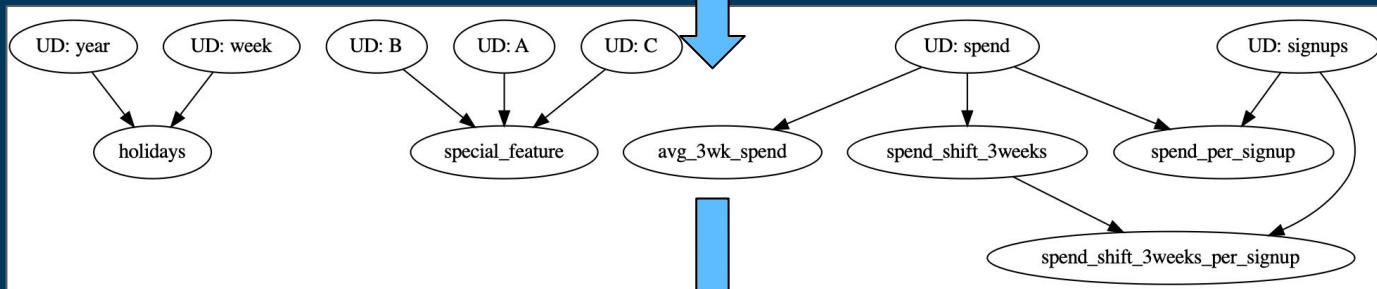 UD: year
UD: week
UD: B
UD: A
UD: C
UD: spend
UD: signups
holidays
special_feature
avg_3wk_spend
spend_shift_3weeks
spend_per_signup
spend_shift_3weeks_per_signup